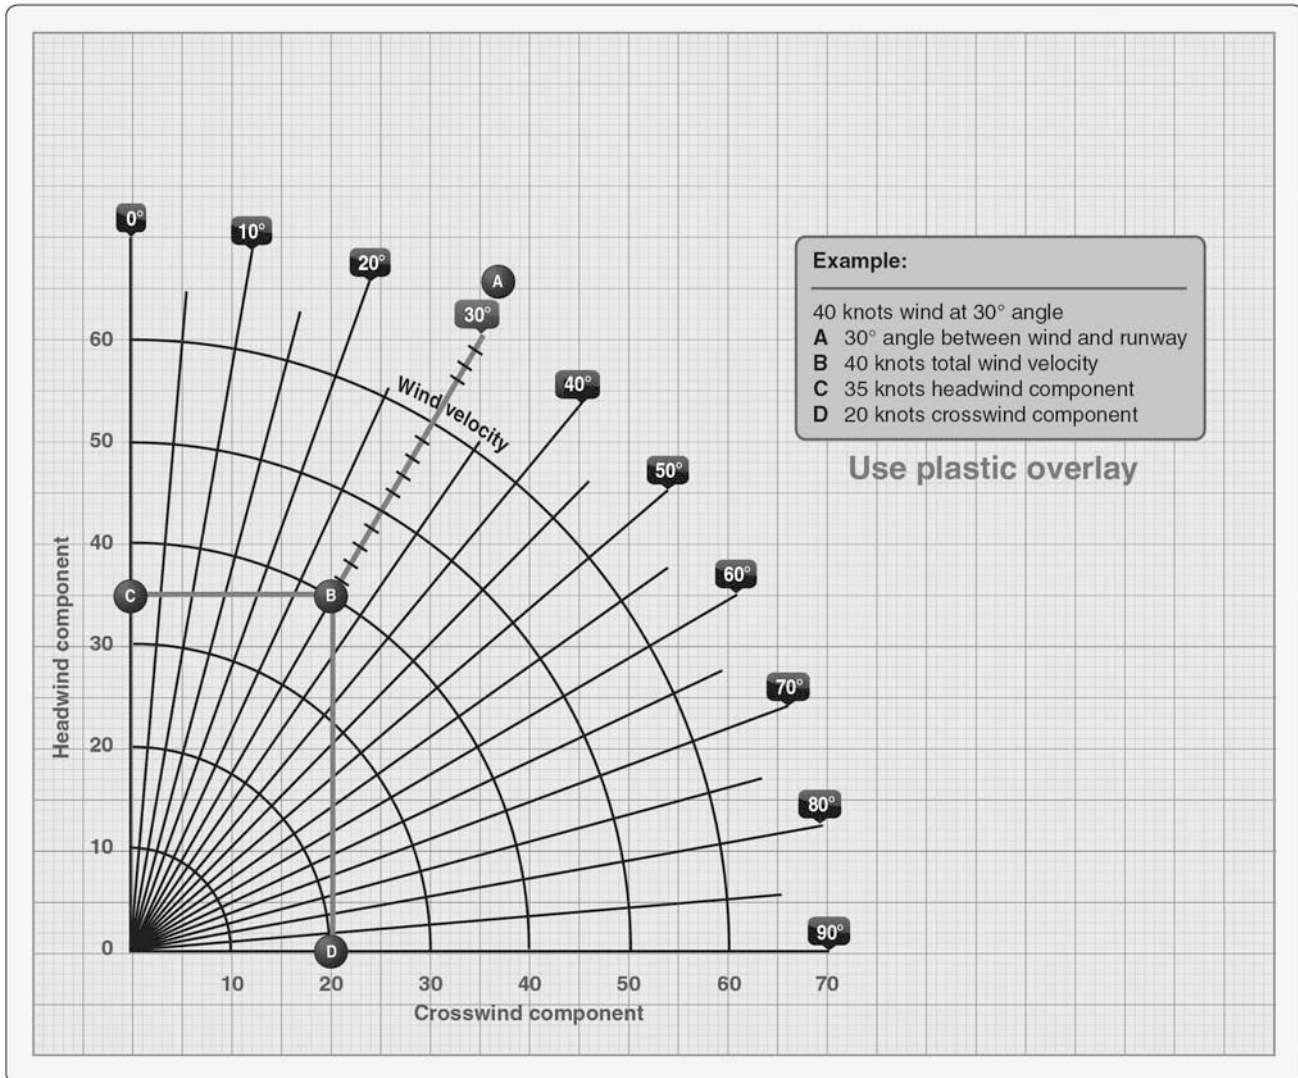 0°
10°
20°
A
30°
40°
50°
60°
70°
80°
90°
Wind velocity
Headwind component
60
50
40
30
20
10
0
C
B
D
10 20 30 40 50 60 70
Crosswind component
Example:
40 knots wind at 30° angle
A 30° angle between wind and runway
B 40 knots total wind velocity
C 35 knots headwind component
D 20 knots crosswind component
Use plastic overlay